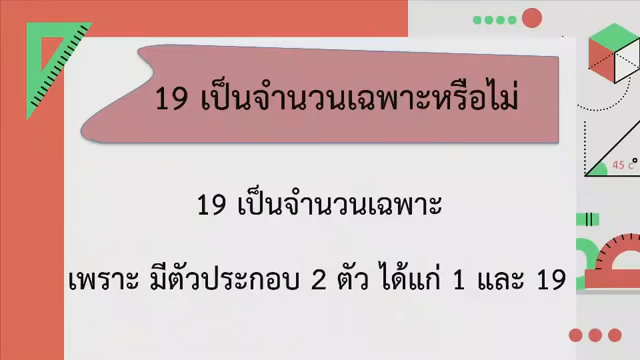 19 เป็นจำนวนเฉพาะหรือไม่
19 เป็นจำนวนเฉพาะ
เพราะ มีตัวประกอบ 2 ตัว ได้แก่ 1 และ 19
45 c